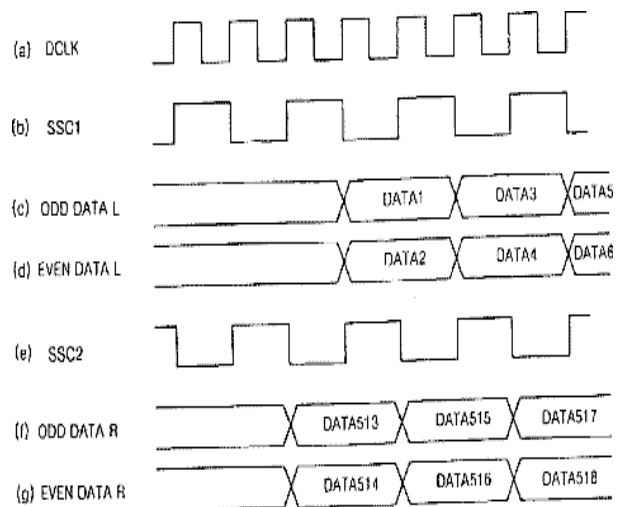 (a) DCLK
(b) SSC1
(c) ODD DATA L DATA1 DATA3 DATA5
(d) EVEN DATA L DATA2 DATA4 DATA6
(e) SSC2
(f) ODD DATA R DATA513 DATA515 DATA517
(g) EVEN DATA R DATA514 DATA516 DATA518